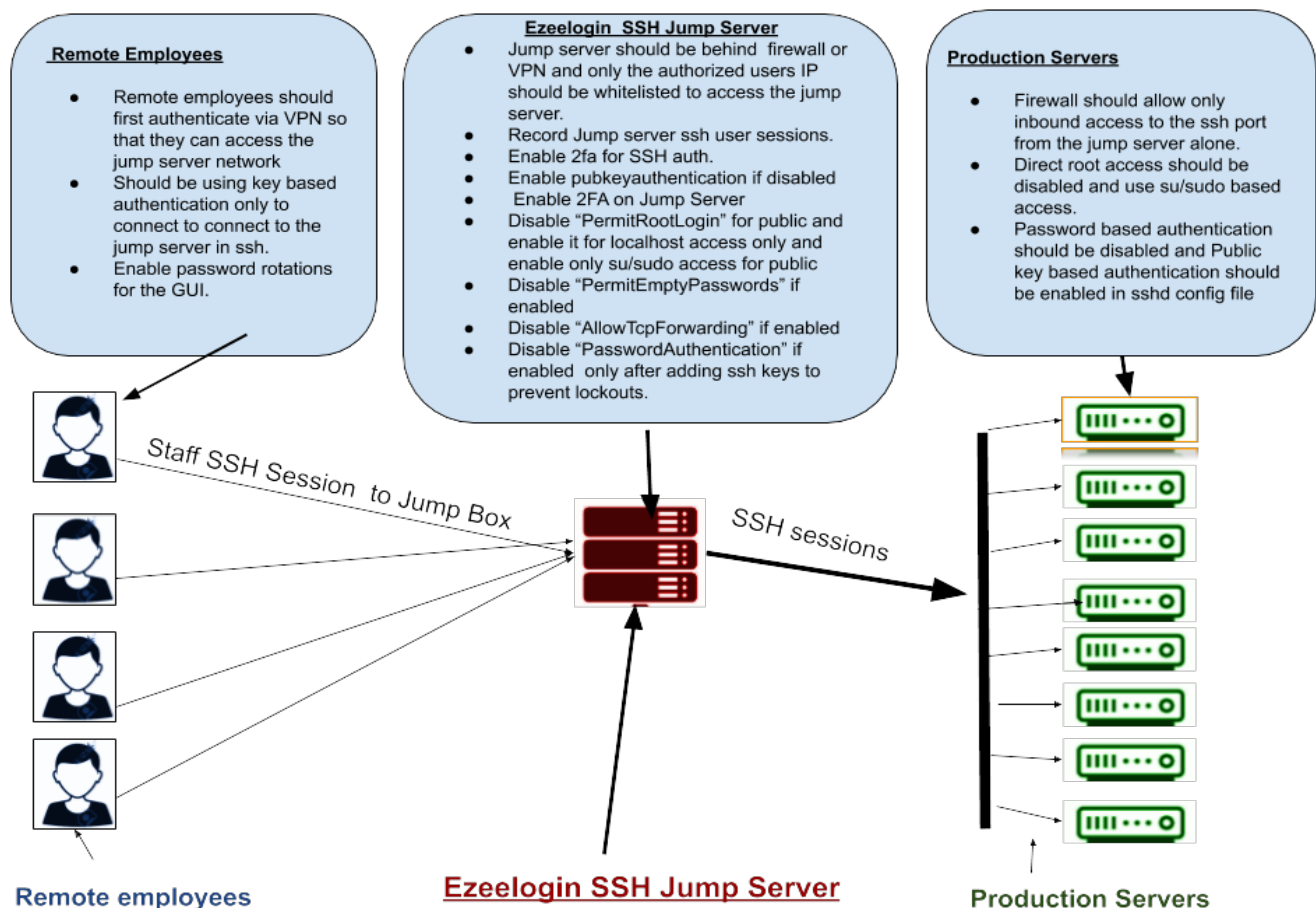 Remote Employees
● Remote employees should
first authenticate via VPN so
that they can access the
jump server network
● Should be using key based
authentication only to
connect to connect to the
jump server in ssh.
● Enable password rotations
for the GUI.
Ezeelogin SSH Jump Server
● Jump server should be behind firewall or
VPN and only the authorized users IP
should be whitelisted to access the jump
server.
● Record Jump server ssh user sessions.
● Enable 2fa for SSH auth.
● Enable pubkeyauthentication if disabled
● Enable 2FA on Jump Server
● Disable “PermitRootLogin” for public and
enable it for localhost access only and
enable only su/sudo access for public
● Disable “PermitEmptyPasswords” if
enabled
● Disable “AllowTcpForwarding” if enabled
● Disable “PasswordAuthentication” if
enabled only after adding ssh keys to
prevent lockouts.
Production Servers
● Firewall should allow only
inbound access to the ssh port
from the jump server alone.
● Direct root access should be
disabled and use su/sudo based
access.
● Password based authentication
should be disabled and Public
key based authentication should
be enabled in sshd config file
Staff SSH Session to Jump Box
SSH sessions
Remote employees
Ezeelogin SSH Jump Server
Production Servers